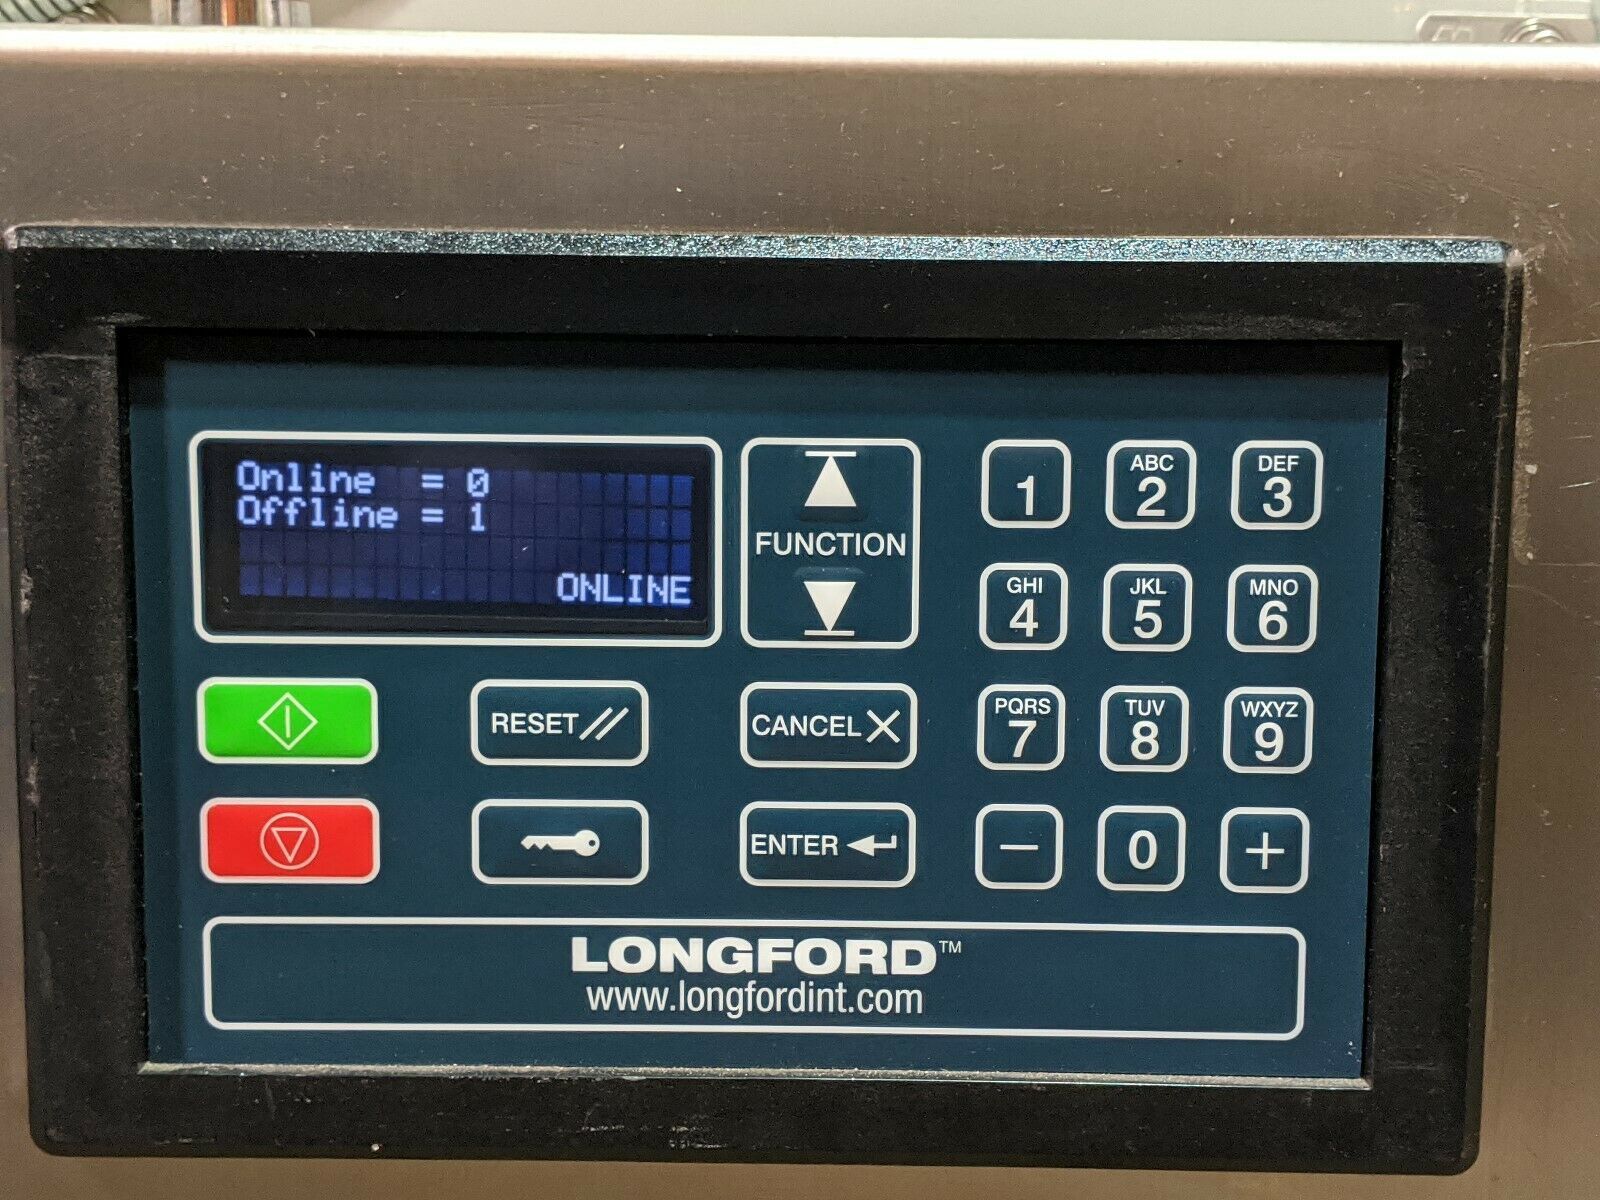 Online = 0
Offline = 1
ONLINE
FUNCTION
1
ABC
2
DEF
3
GHI
4
JKL
5
MNO
6
RESET
CANCEL
PQRS
7
TUV
8
WXYZ
9
ENTER
−
0
+
LONGFORD™
www.longfordint.com